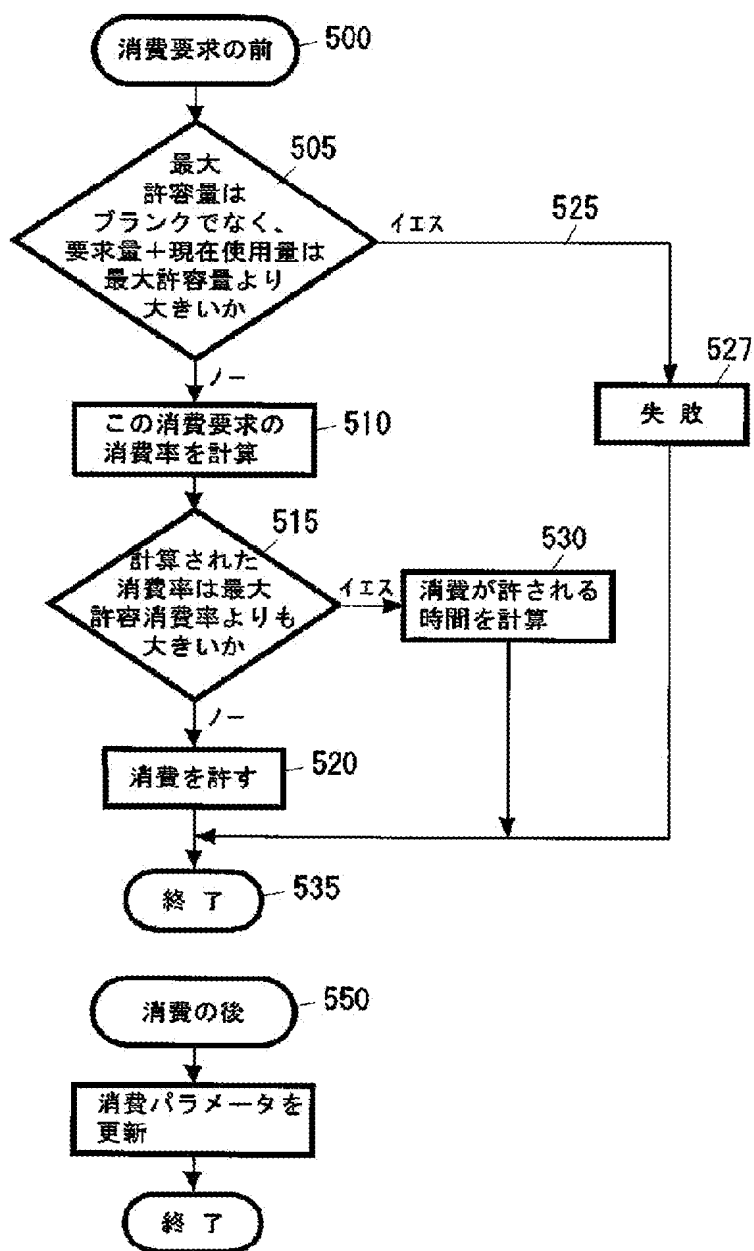 消費要求の前
500
最大
許容量は
ブランクでなく、
要求量+現在使用量は
最大許容量より
大きいか
505
イエス
525
ノー
527
失敗
この消費要求の
消費率を計算
510
計算された
消費率は最大
許容消費率よりも
大きいか
515
イエス
530
消費が許される
時間を計算
ノー
消費を許す
520
終了
535
消費の後
550
消費パラメータを
更新
終了